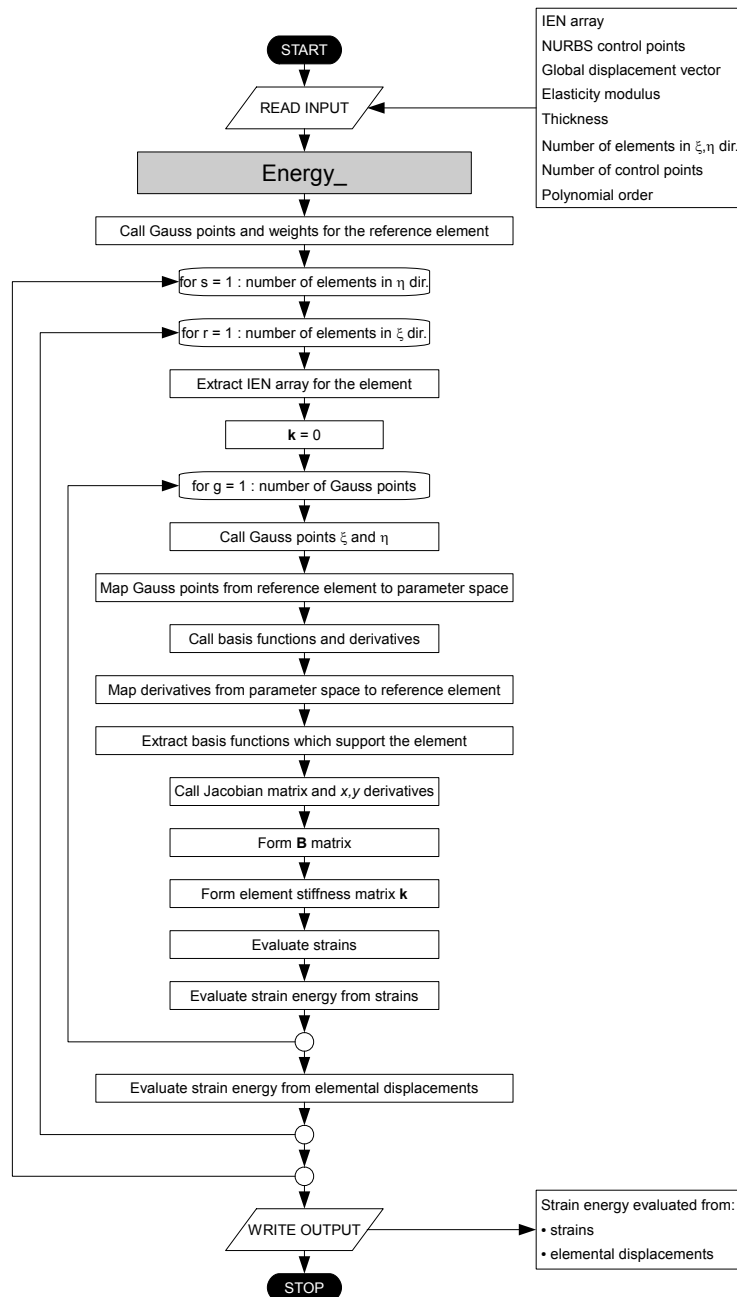 START
READ INPUT
IEN array
NURBS control points
Global displacement vector
Elasticity modulus
Thickness
Number of elements in ξ,η dir.
Number of control points
Polynomial order
Energy_
Call Gauss points and weights for the reference element
for s = 1 : number of elements in η dir.
for r = 1 : number of elements in ξ dir.
Extract IEN array for the element
k = 0
for g = 1 : number of Gauss points
Call Gauss points ξ and η
Map Gauss points from reference element to parameter space
Call basis functions and derivatives
Map derivatives from parameter space to reference element
Extract basis functions which support the element
Call Jacobian matrix and x,y derivatives
Form B matrix
Form element stiffness matrix k
Evaluate strains
Evaluate strain energy from strains
Evaluate strain energy from elemental displacements
WRITE OUTPUT
Strain energy evaluated from:
• strains
• elemental displacements
STOP